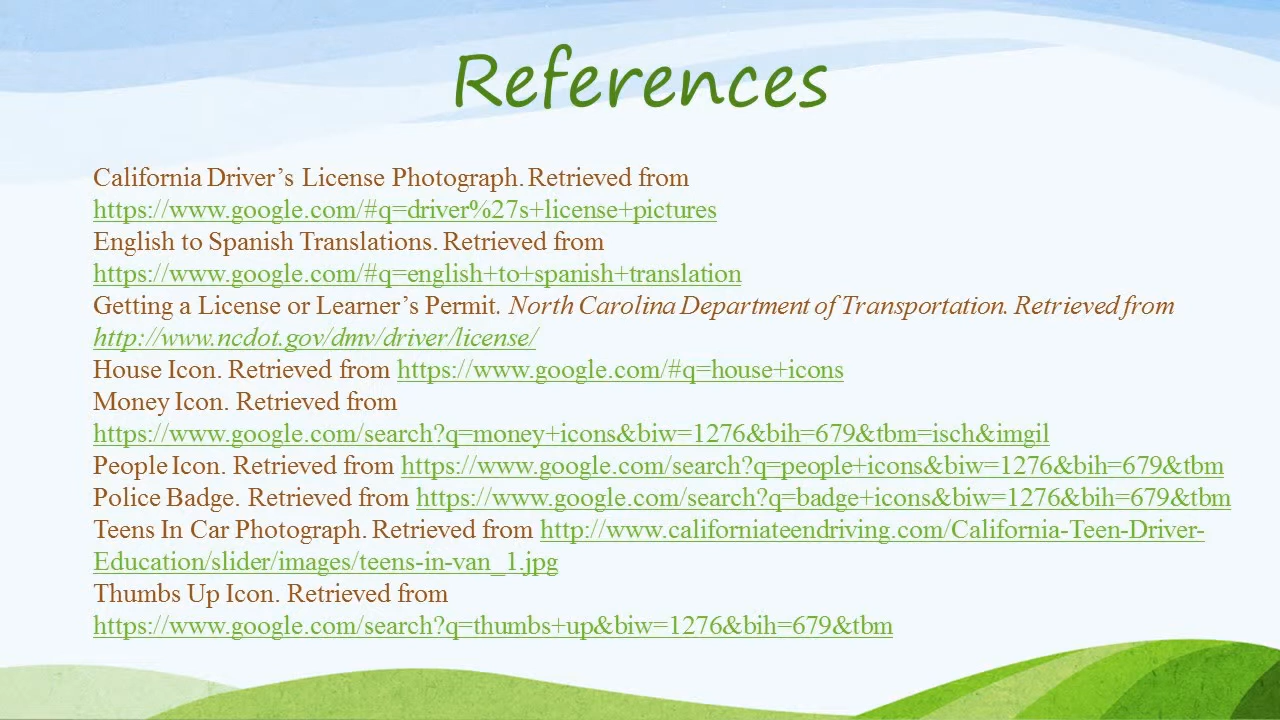 References
California Driver’s License Photograph. Retrieved from
https://www.google.com/#q=driver%27s+license+pictures
English to Spanish Translations. Retrieved from
https://www.google.com/#q=english+to+spanish+translation
Getting a License or Learner’s Permit. North Carolina Department of Transportation. Retrieved from
http://www.ncdot.gov/dmv/driver/license/
House Icon. Retrieved from https://www.google.com/#q=house+icons
Money Icon. Retrieved from
https://www.google.com/search?q=money+icons&biw=1276&bih=679&tbm=isch&imgil
People Icon. Retrieved from https://www.google.com/search?q=people+icons&biw=1276&bih=679&tbm
Police Badge. Retrieved from https://www.google.com/search?q=badge+icons&biw=1276&bih=679&tbm
Teens In Car Photograph. Retrieved from http://www.californiateendriving.com/California-Teen-Driver-
Education/slider/images/teens-in-van_1.jpg
Thumbs Up Icon. Retrieved from
https://www.google.com/search?q=thumbs+up&biw=1276&bih=679&tbm